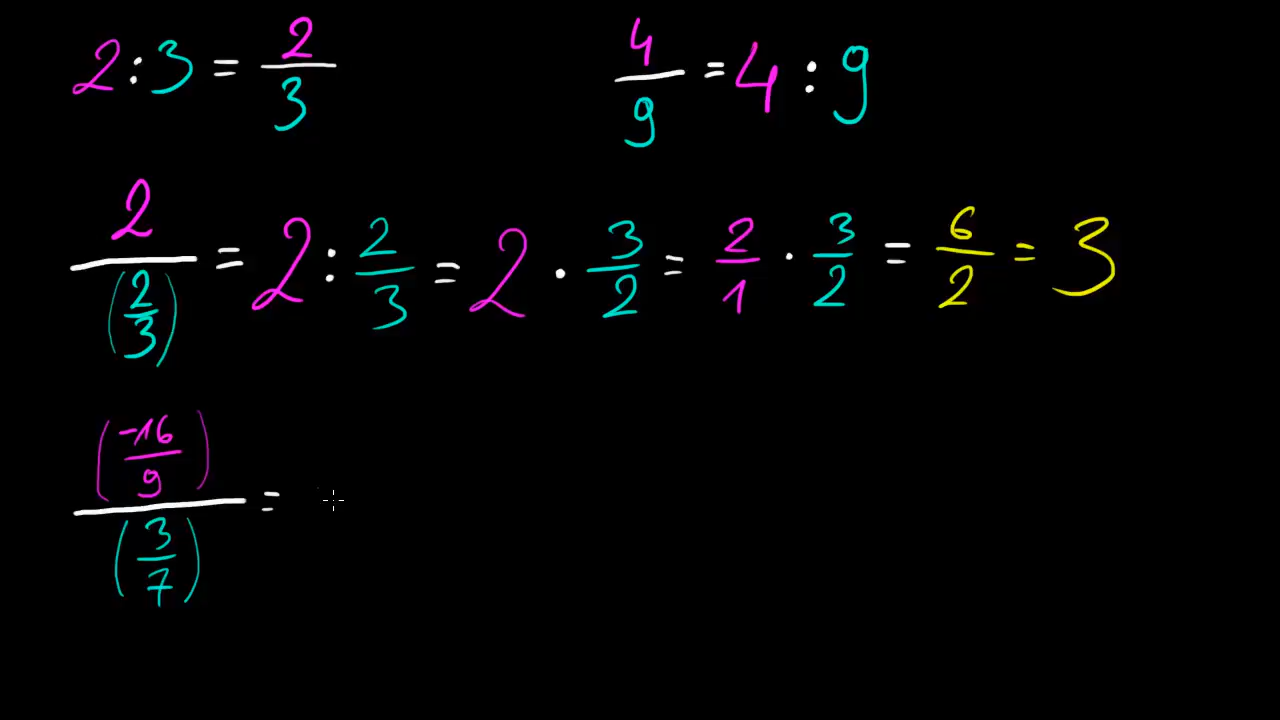 2 : 3 = 2/3    4/9 = 4 : 9
2/(2/3) = 2 : 2/3 = 2 · 3/2 = 2/1 · 3/2 = 6/2 = 3
(-16/9)/(3/7) =